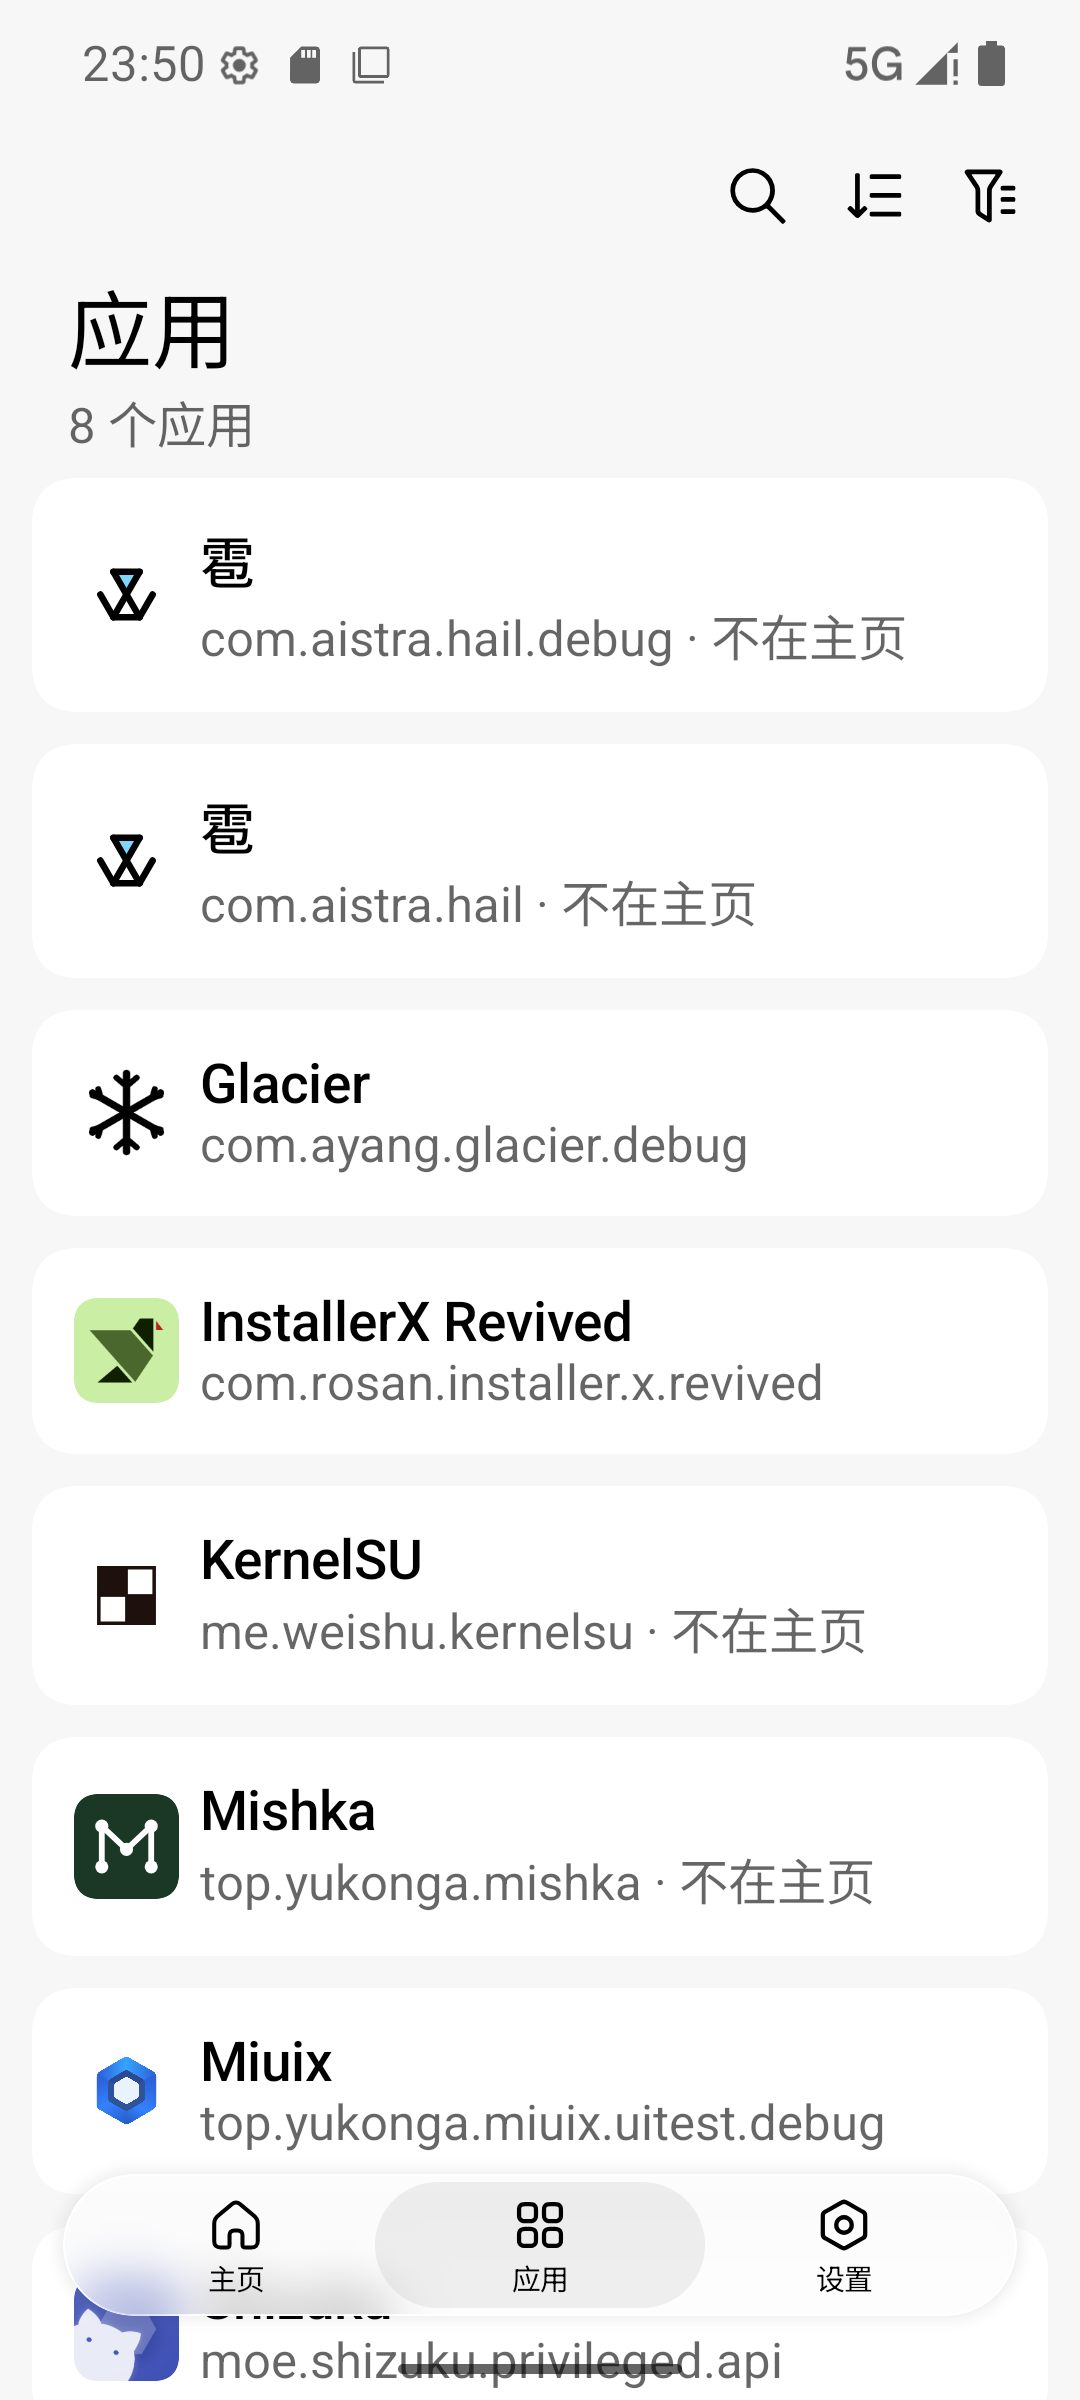 23:50
5G
应用
8 个应用
雹
com.aistra.hail.debug · 不在主页
雹
com.aistra.hail · 不在主页
Glacier
com.ayang.glacier.debug
InstallerX Revived
com.rosan.installer.x.revived
KernelSU
me.weishu.kernelsu · 不在主页
Mishka
top.yukonga.mishka · 不在主页
Miuix
top.yukonga.miuix.uitest.debug
主页
应用
设置
Shizuku
moe.shizuku.privileged.api